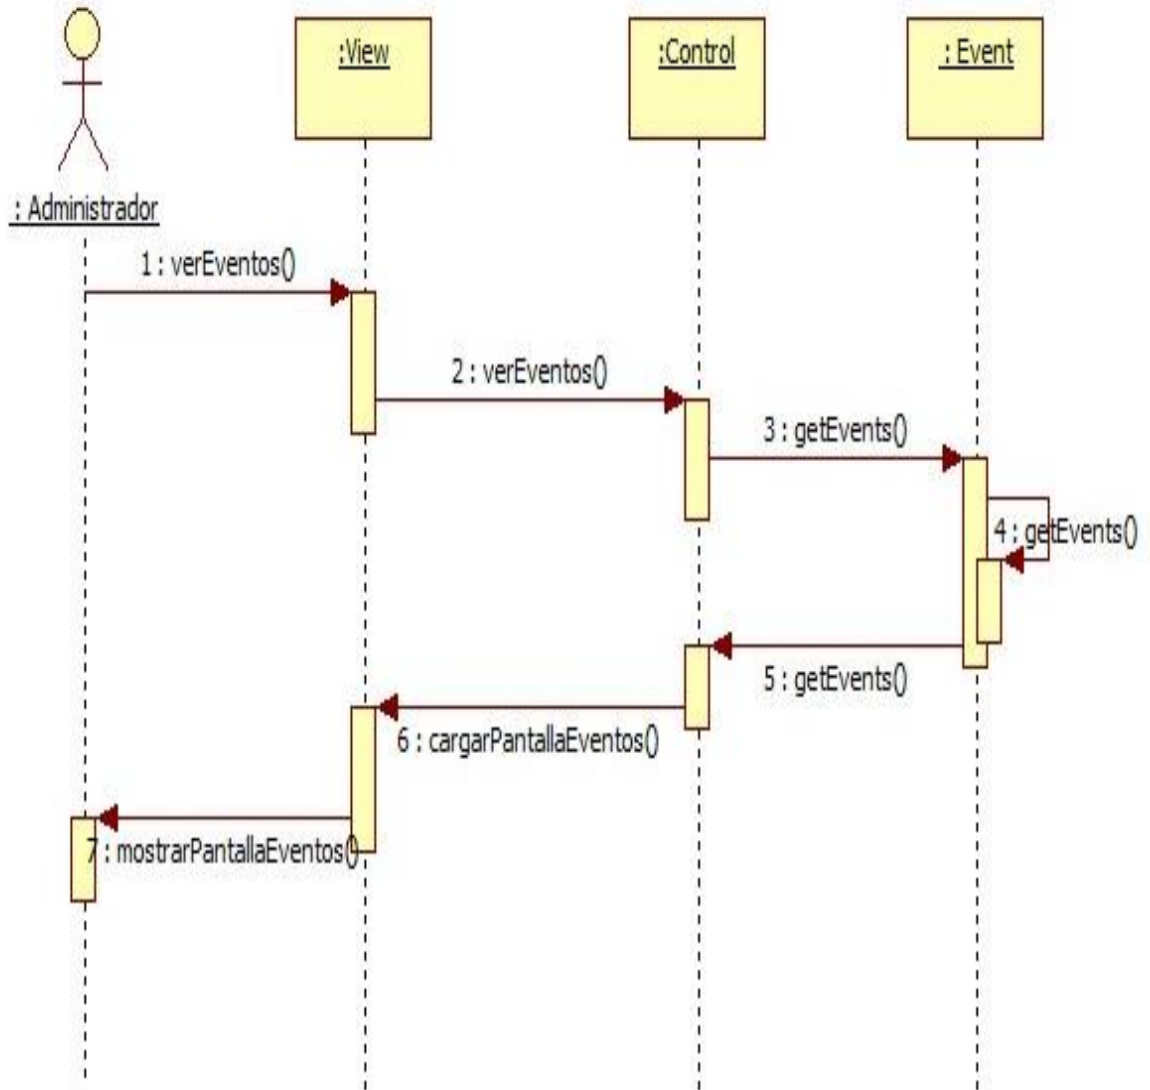 :View
:Control
: Event
: Administrador
1 : verEventos()
2 : verEventos()
3 : getEvents()
4 : getEvents()
5 : getEvents()
6 : cargarPantallaEventos()
7 : mostrarPantallaEventos()